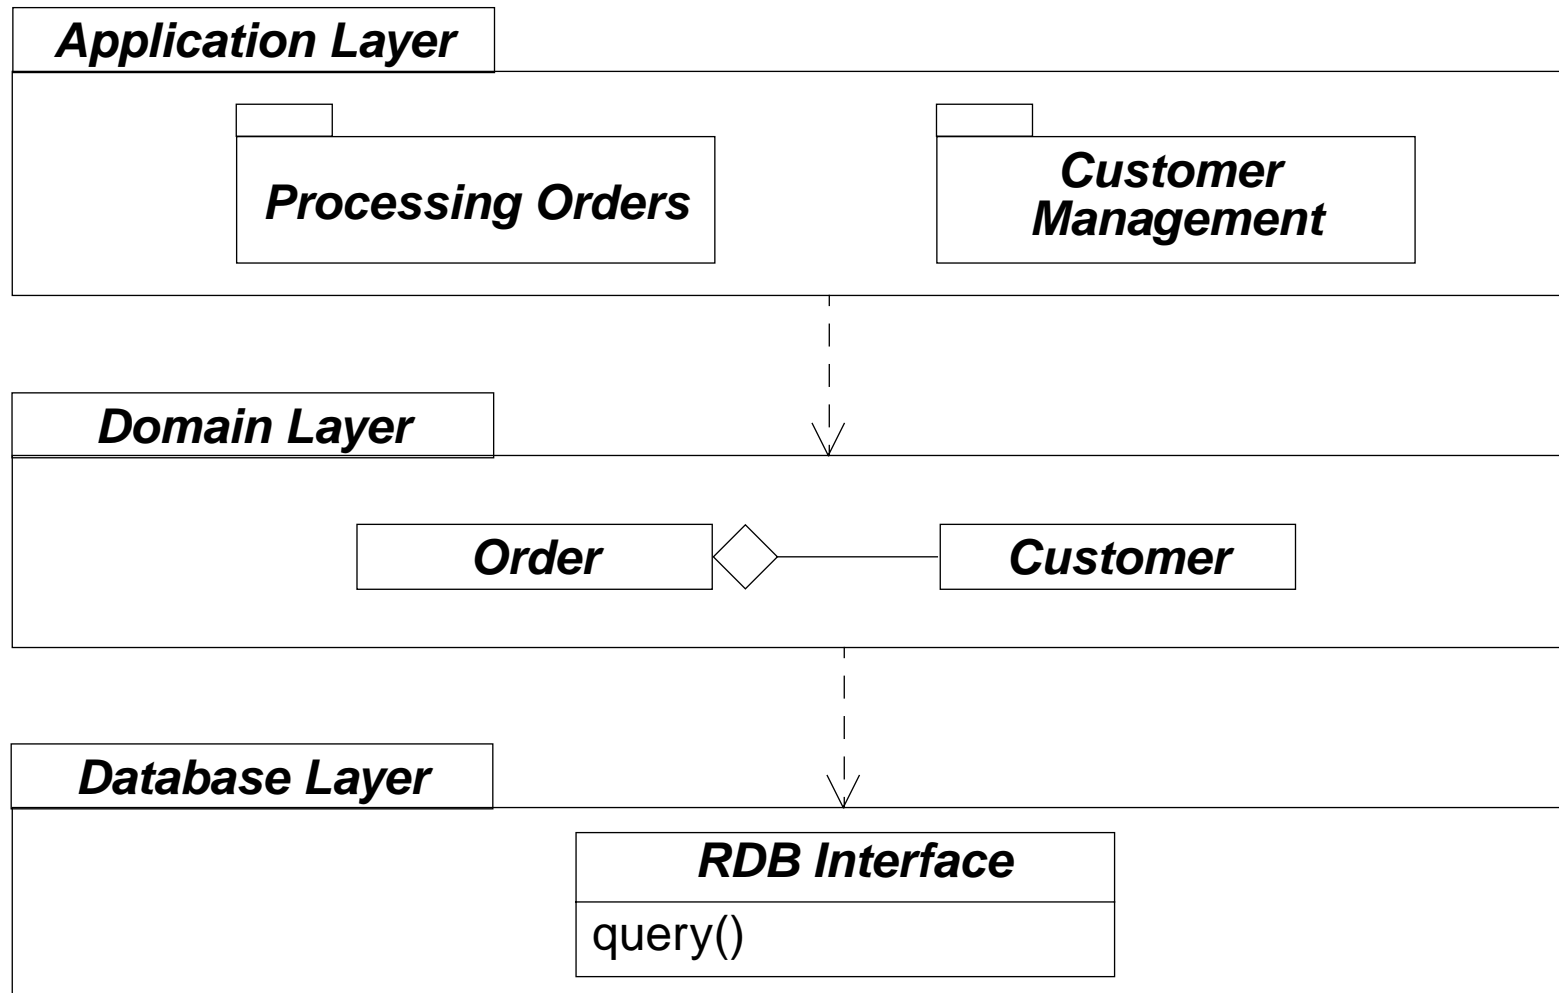 Application Layer
Processing Orders
Customer
Management
Domain Layer
Order
Customer
Database Layer
RDB Interface
query()